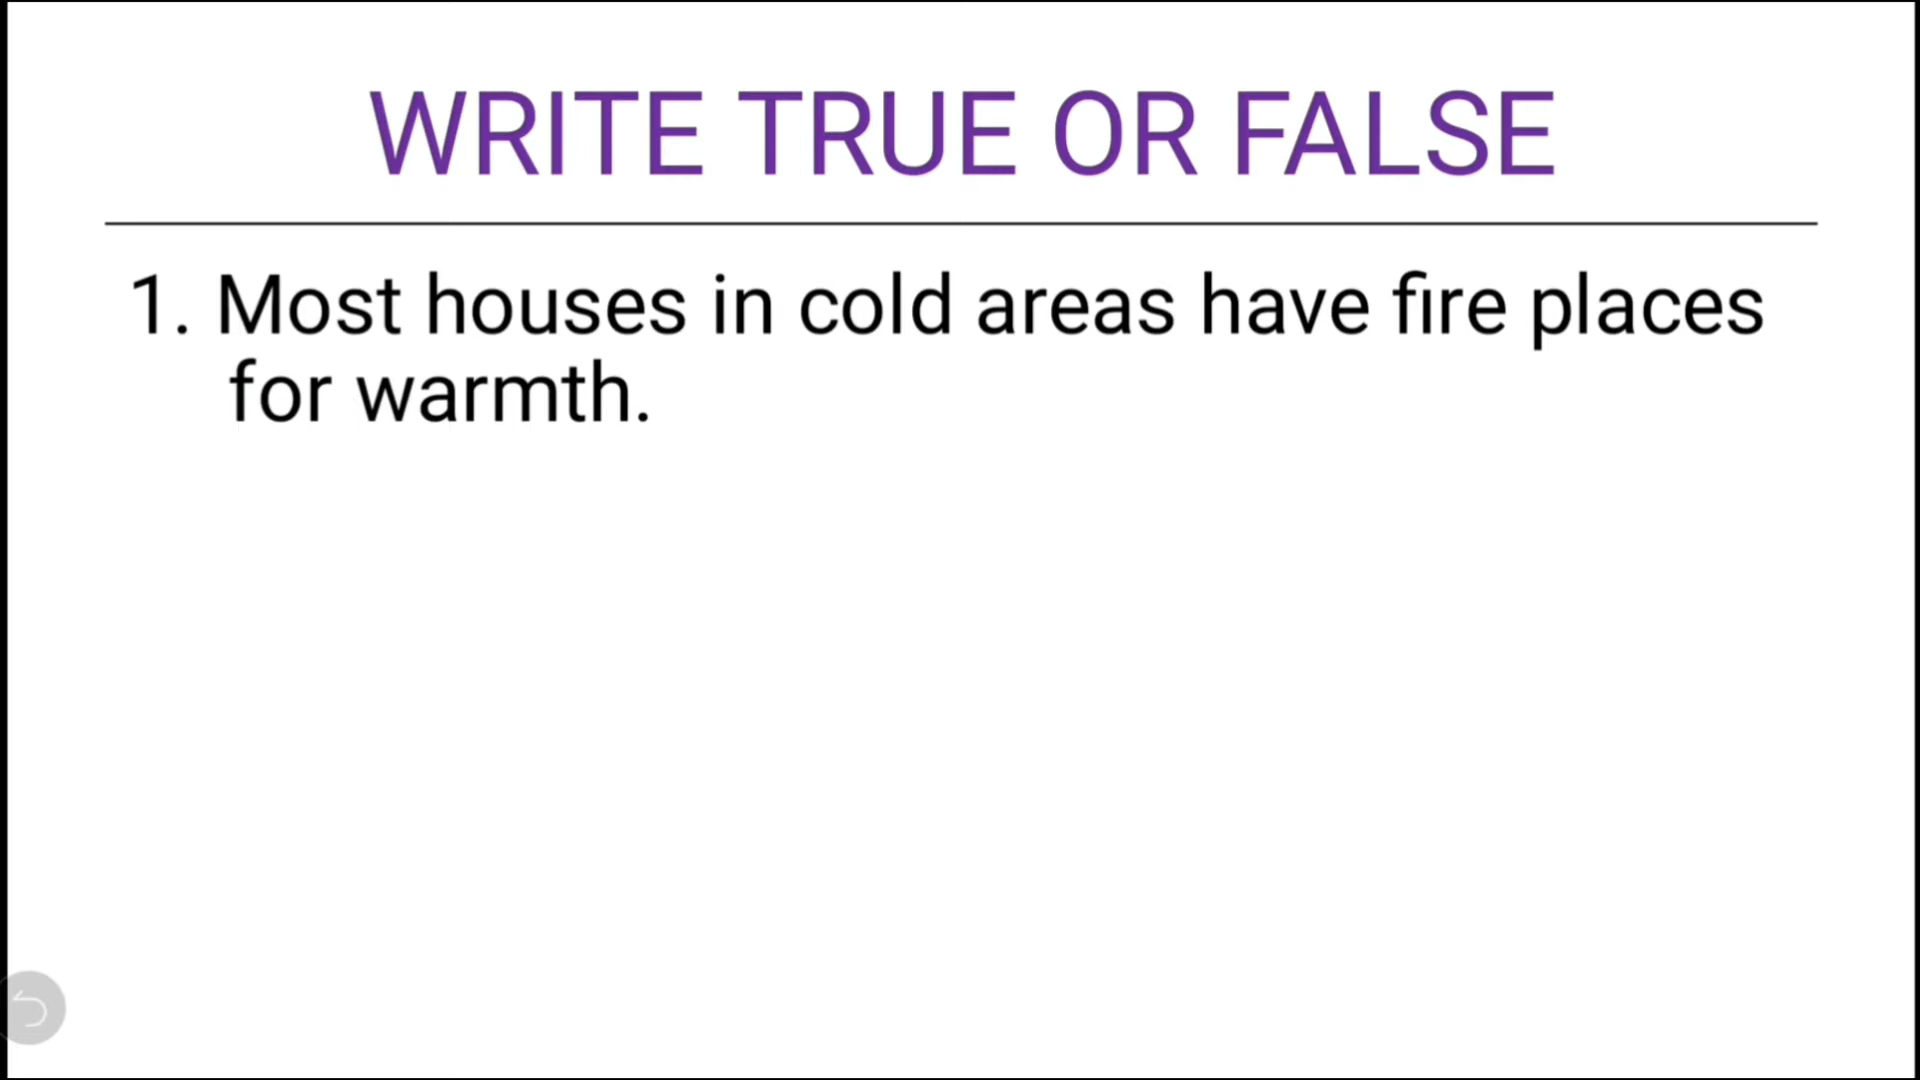 WRITE TRUE OR FALSE
1. Most houses in cold areas have fire places
for warmth.